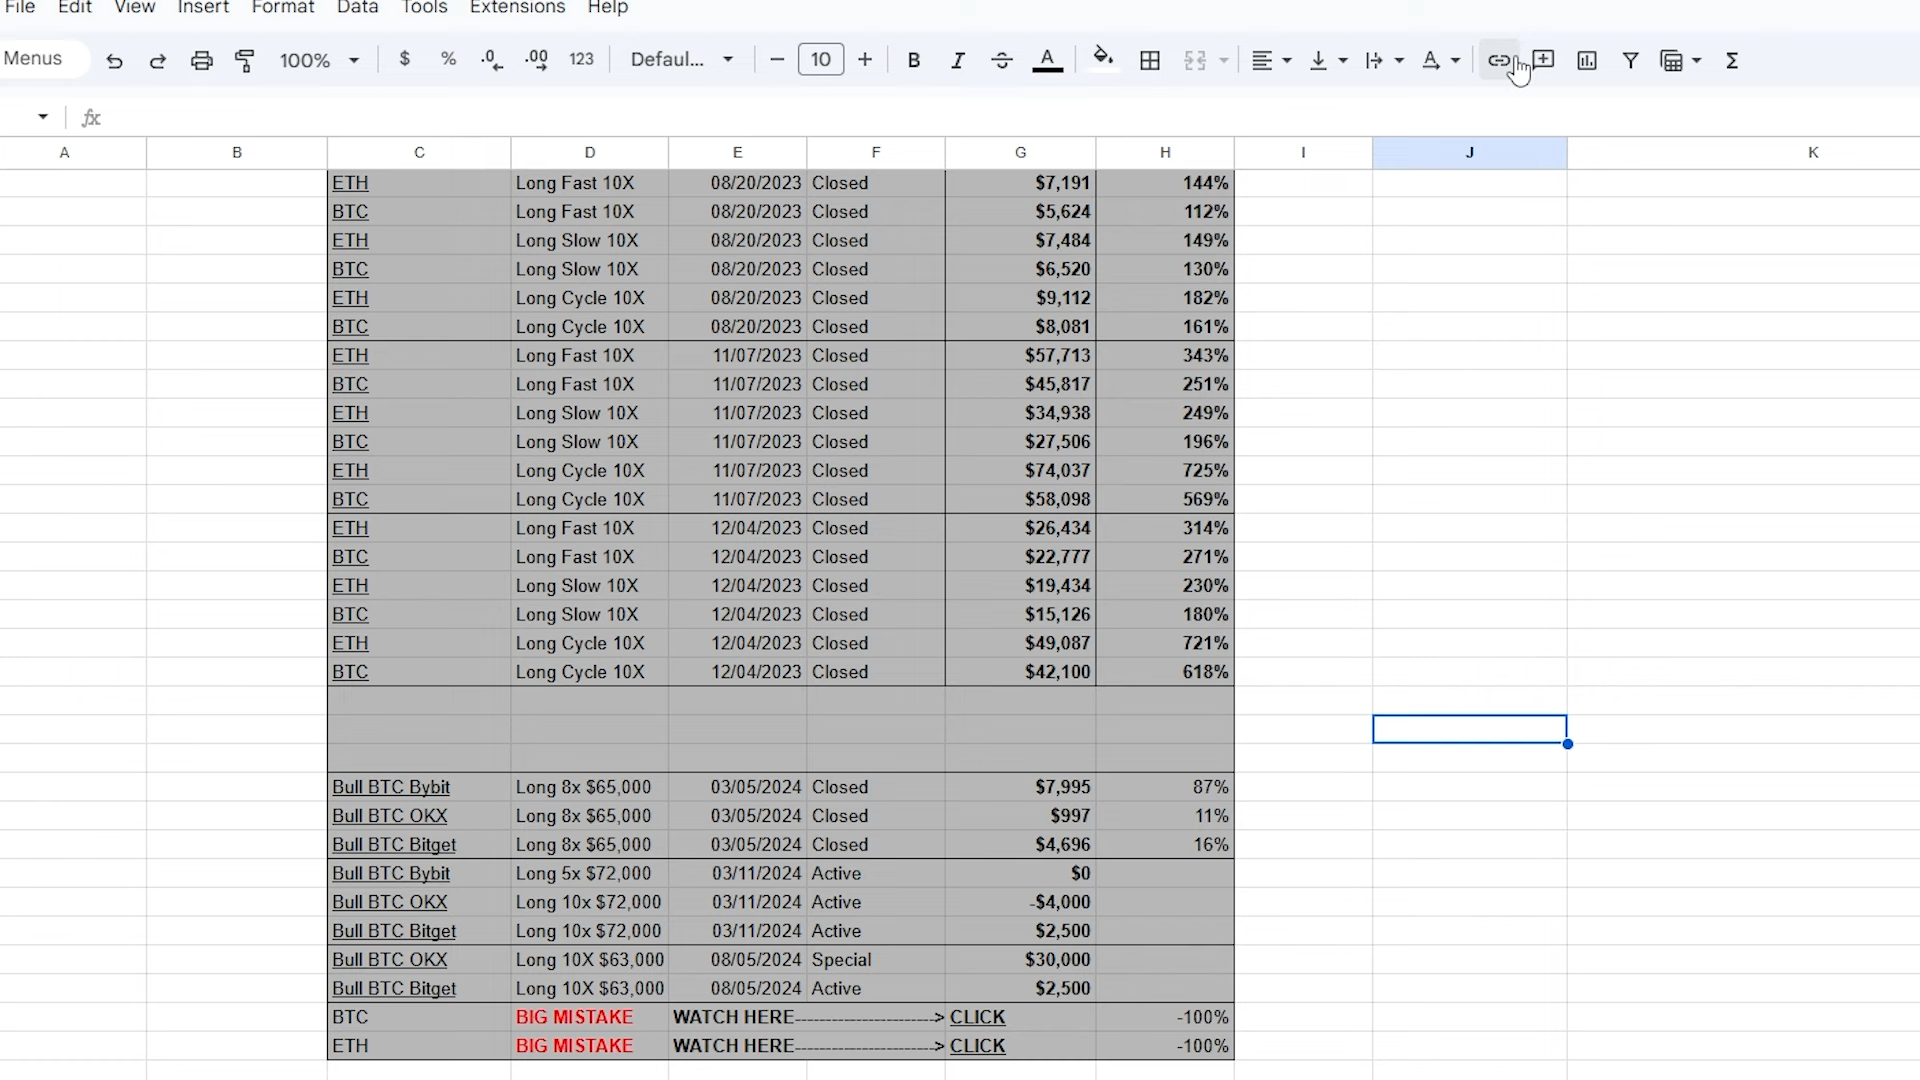 File Edit View Insert Format Data Tools Extensions Help
Menus 100% $ % .0 .00 123 Defaul... 10 B I S A A Σ
fx
A B C D E F G H I J K
ETH Long Fast 10X 08/20/2023 Closed $7,191 144%
BTC Long Fast 10X 08/20/2023 Closed $5,624 112%
ETH Long Slow 10X 08/20/2023 Closed $7,484 149%
BTC Long Slow 10X 08/20/2023 Closed $6,520 130%
ETH Long Cycle 10X 08/20/2023 Closed $9,112 182%
BTC Long Cycle 10X 08/20/2023 Closed $8,081 161%
ETH Long Fast 10X 11/07/2023 Closed $57,713 343%
BTC Long Fast 10X 11/07/2023 Closed $45,817 251%
ETH Long Slow 10X 11/07/2023 Closed $34,938 249%
BTC Long Slow 10X 11/07/2023 Closed $27,506 196%
ETH Long Cycle 10X 11/07/2023 Closed $74,037 725%
BTC Long Cycle 10X 11/07/2023 Closed $58,098 569%
ETH Long Fast 10X 12/04/2023 Closed $26,434 314%
BTC Long Fast 10X 12/04/2023 Closed $22,777 271%
ETH Long Slow 10X 12/04/2023 Closed $19,434 230%
BTC Long Slow 10X 12/04/2023 Closed $15,126 180%
ETH Long Cycle 10X 12/04/2023 Closed $49,087 721%
BTC Long Cycle 10X 12/04/2023 Closed $42,100 618%
Bull BTC Bybit Long 8x $65,000 03/05/2024 Closed $7,995 87%
Bull BTC OKX Long 8x $65,000 03/05/2024 Closed $997 11%
Bull BTC Bitget Long 8x $65,000 03/05/2024 Closed $4,696 16%
Bull BTC Bybit Long 5x $72,000 03/11/2024 Active $0
Bull BTC OKX Long 10x $72,000 03/11/2024 Active -$4,000
Bull BTC Bitget Long 10x $72,000 03/11/2024 Active $2,500
Bull BTC OKX Long 10X $63,000 08/05/2024 Special $30,000
Bull BTC Bitget Long 10X $63,000 08/05/2024 Active $2,500
BTC BIG MISTAKE WATCH HERE-----------------------> CLICK -100%
ETH BIG MISTAKE WATCH HERE-----------------------> CLICK -100%